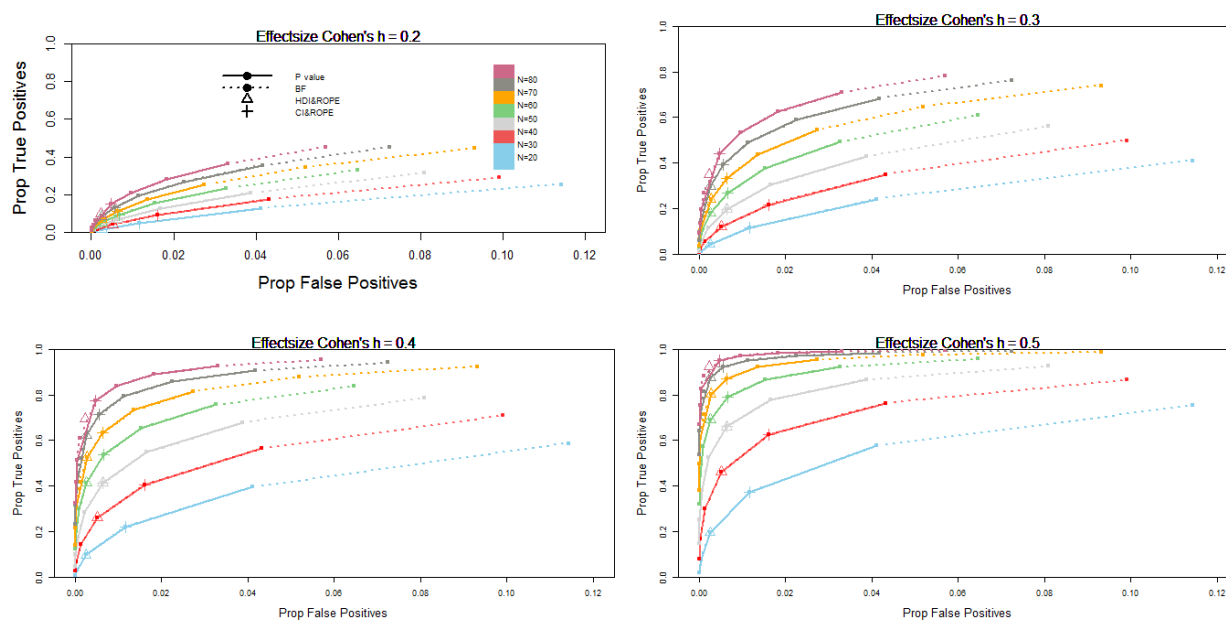 Effectsize Cohen's h = 0.2
Prop True Positives
1.0
0.8
0.6
0.4
0.2
0.0
P value
BF
HDI&ROPE
CI&ROPE
N=80
N=70
N=60
N=50
N=40
N=30
N=20
0.00 0.02 0.04 0.06 0.08 0.10 0.12
Prop False Positives
Effectsize Cohen's h = 0.3
Prop True Positives
1.0
0.8
0.6
0.4
0.2
0.0
0.00 0.02 0.04 0.06 0.08 0.10 0.12
Prop False Positives
Effectsize Cohen's h = 0.4
Prop True Positives
1.0
0.8
0.6
0.4
0.2
0.0
0.00 0.02 0.04 0.06 0.08 0.10 0.12
Prop False Positives
Effectsize Cohen's h = 0.5
Prop True Positives
1.0
0.8
0.6
0.4
0.2
0.0
0.00 0.02 0.04 0.06 0.08 0.10 0.12
Prop False Positives